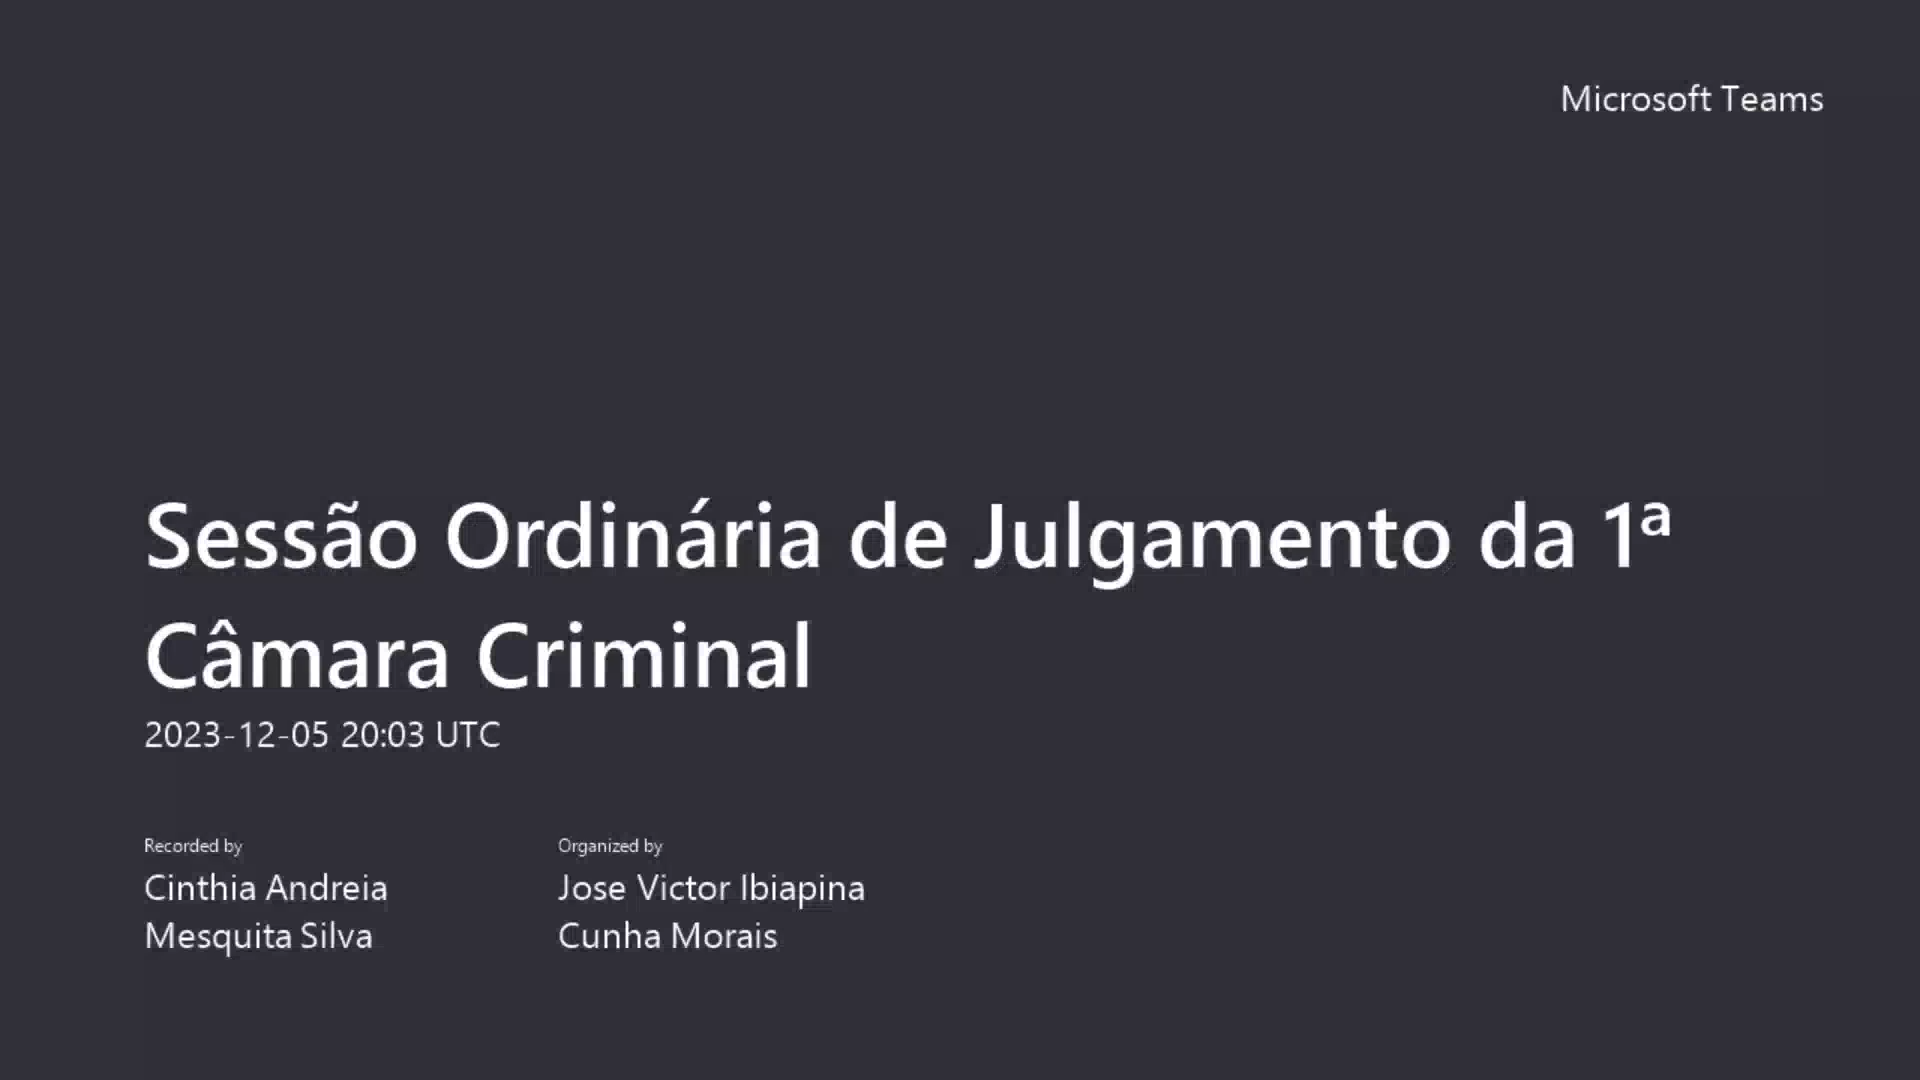 Microsoft Teams
Sessão Ordinária de Julgamento da 1ª
Câmara Criminal
2023-12-05 20:03 UTC
Recorded by
Cinthia Andreia
Mesquita Silva
Organized by
Jose Victor Ibiapina
Cunha Morais